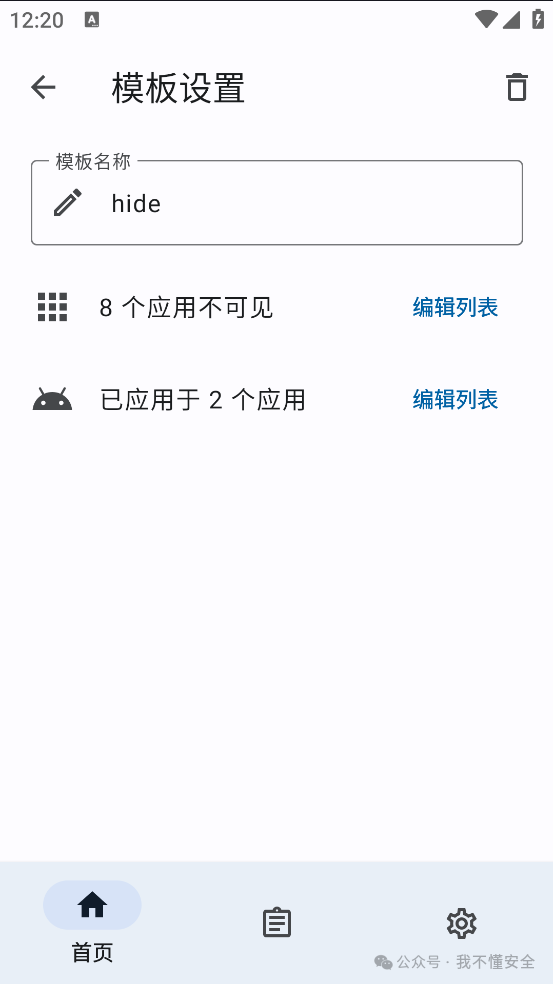 12:20
A
模板设置
模板名称
hide
8 个应用不可见
编辑列表
已应用于 2 个应用
编辑列表
首页
公众号 · 我不懂安全